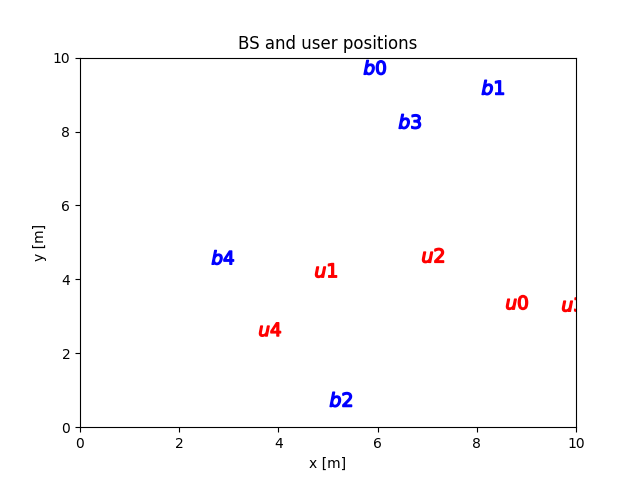 BS and user positions
10
b0
b1
8
b3
6
y [m]
b4
u2
4
u1
u0
u
u4
2
b2
0
0 2 4 6 8 10
x [m]